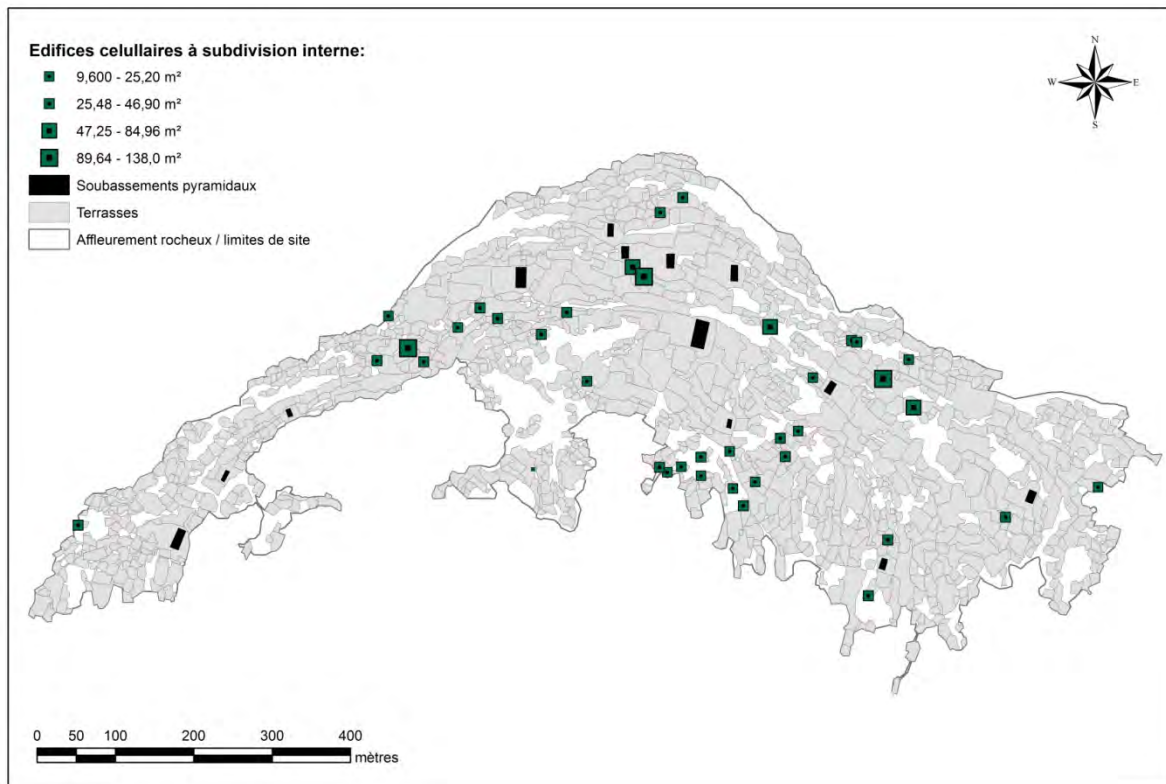 Edifices celullaires à subdivision interne:
9,600 - 25,20 m²
25,48 - 46,90 m²
47,25 - 84,96 m²
89,64 - 138,0 m²
Soubassements pyramidaux
Terrasses
Affleurement rocheux / limites de site
N
W E
S
0 50 100 200 300 400
mètres